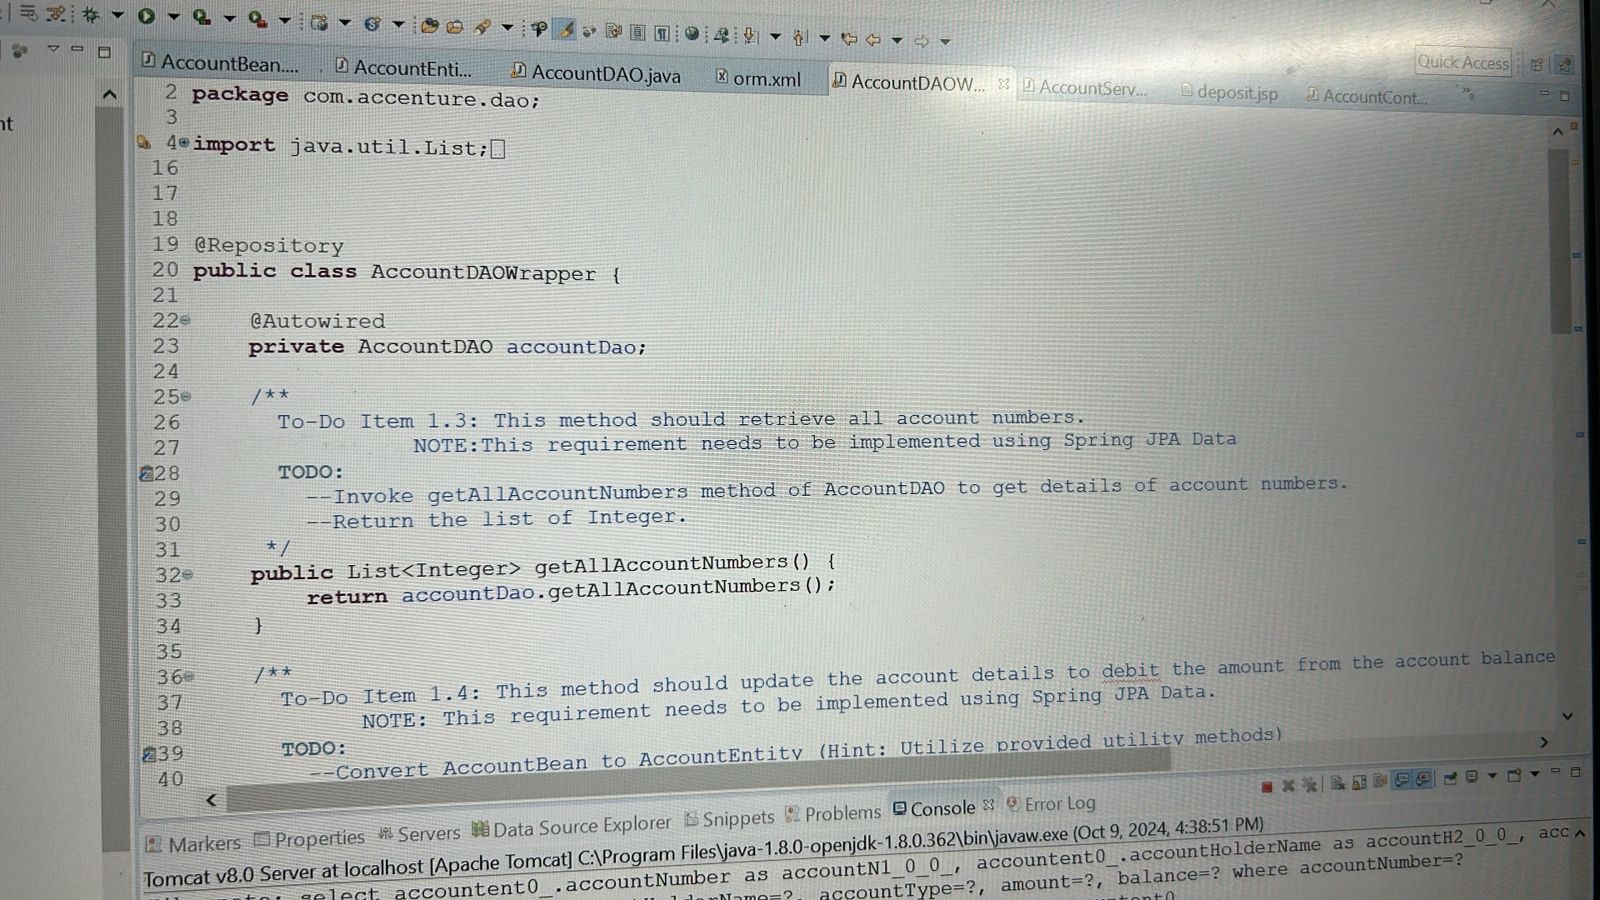 Quick Access
AccountBean....
AccountEnti...
AccountDAO.java
orm.xml
AccountDAOW...
AccountServ...
deposit.jsp
AccountCont...
nt
2 package com.accenture.dao;
3
4 import java.util.List;
16
17
18
19 @Repository
20 public class AccountDAOWrapper {
21
22 @Autowired
23 private AccountDAO accountDao;
24
25 /**
26 To-Do Item 1.3: This method should retrieve all account numbers.
27 NOTE:This requirement needs to be implemented using Spring JPA Data
28 TODO:
29 --Invoke getAllAccountNumbers method of AccountDAO to get details of account numbers.
30 --Return the list of Integer.
31 */
32 public List<Integer> getAllAccountNumbers() {
33 return accountDao.getAllAccountNumbers();
34 }
35
36 /**
37 To-Do Item 1.4: This method should update the account details to debit the amount from the account balance
38 NOTE: This requirement needs to be implemented using Spring JPA Data.
39 TODO:
40 --Convert AccountBean to AccountEntity (Hint: Utilize provided utility methods)
Markers Properties Servers Data Source Explorer Snippets Problems Console Error Log
Tomcat v8.0 Server at localhost [Apache Tomcat] C:\Program Files\java-1.8.0-openjdk-1.8.0.362\bin\javaw.exe (Oct 9, 2024, 4:38:51 PM)
select accountent0_.accountNumber as accountN1_0_0_, accountent0_.accountHolderName as accountH2_0_0_, acc
accountType=?, amount=?, balance=? where accountNumber=?